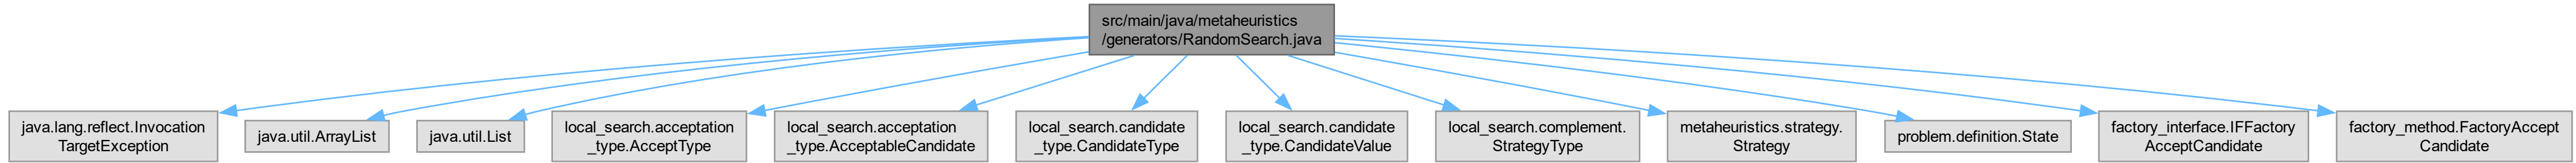 src/main/java/metaheuristics
/generators/RandomSearch.java
java.lang.reflect.Invocation
TargetException
java.util.ArrayList
java.util.List
local_search.acceptation
_type.AcceptType
local_search.acceptation
_type.AcceptableCandidate
local_search.candidate
_type.CandidateType
local_search.candidate
_type.CandidateValue
local_search.complement.
StrategyType
metaheuristics.strategy.
Strategy
problem.definition.State
factory_interface.IFFactory
AcceptCandidate
factory_method.FactoryAccept
Candidate